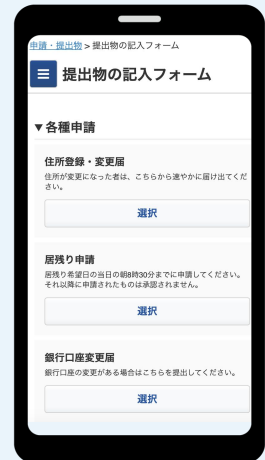 申請・提出物 > 提出物の記入フォーム
提出物の記入フォーム
▼各種申請
住所登録・変更届
住所が変更になった者は、こちらから速やかに届け出てくだ
さい。
選択
居残り申請
居残り希望日の当日の朝8時30分までに申請してください。
それ以降に申請されたものは承認されません。
選択
銀行口座変更届
銀行口座の変更がある場合はこちらを提出してください。
選択